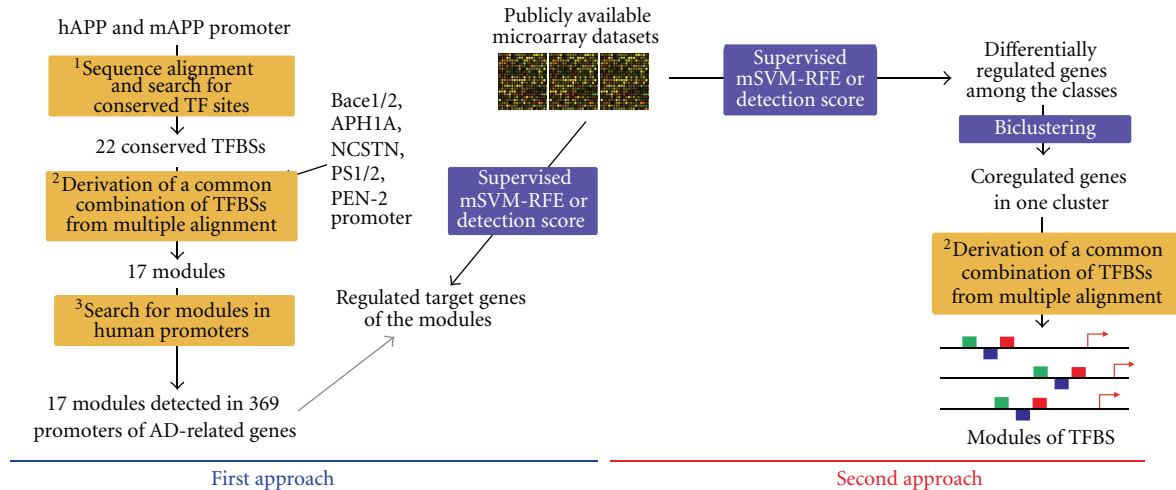 hAPP and mAPP promoter
1Sequence alignment
and search for
conserved TF sites
22 conserved TFBSs
2Derivation of a common
combination of TFBSs
from multiple alignment
Bace1/2,
APH1A,
NCSTN,
PS1/2,
PEN-2
promoter
17 modules
3Search for modules in
human promoters
17 modules detected in 369
promoters of AD-related genes
Publicly available
microarray datasets
Supervised
mSVM-RFE or
detection score
Regulated target genes
of the modules
Supervised
mSVM-RFE or
detection score
Differentially
regulated genes
among the classes
Biclustering
Coregulated genes
in one cluster
2Derivation of a common
combination of TFBSs
from multiple alignment
Modules of TFBS
First approach
Second approach